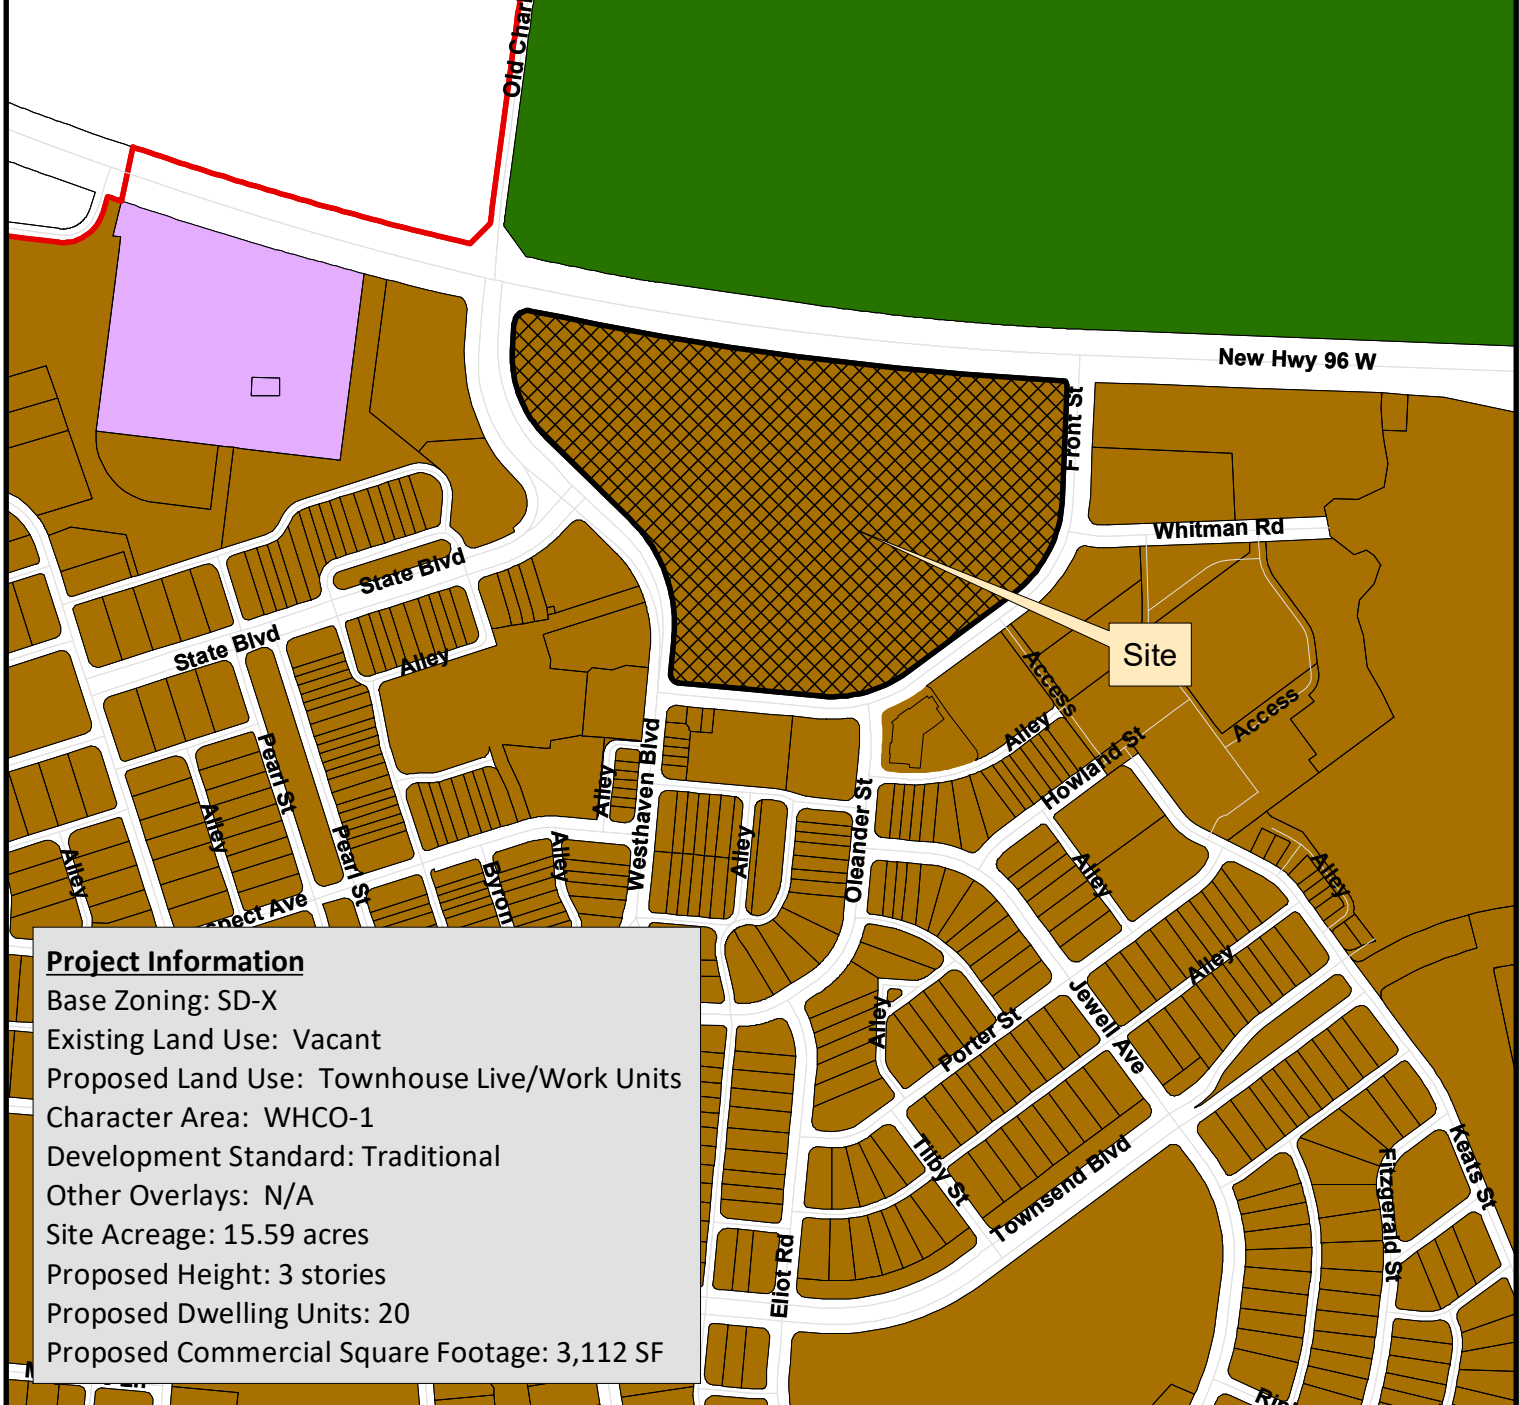 Old Char
New Hwy 96 W
Front St
Whitman Rd
State Blvd
Site
State Blvd
Alley
Access
Access
Alley
Howland St
Pearl St
Alley
Westhaven Blvd
Oleander St
Alley
Pearl St
Alley
Alley
Byron
Alley
Alley
Alley
spect Ave
Alley
Jewell Ave
Alley
Porter St
Tilby St
Townsend Blvd
Keats St
Fitzgerald St
Eliot Rd
Project Information
Base Zoning: SD-X
Existing Land Use: Vacant
Proposed Land Use: Townhouse Live/Work Units
Character Area: WHCO-1
Development Standard: Traditional
Other Overlays: N/A
Site Acreage: 15.59 acres
Proposed Height: 3 stories
Proposed Dwelling Units: 20
Proposed Commercial Square Footage: 3,112 SF